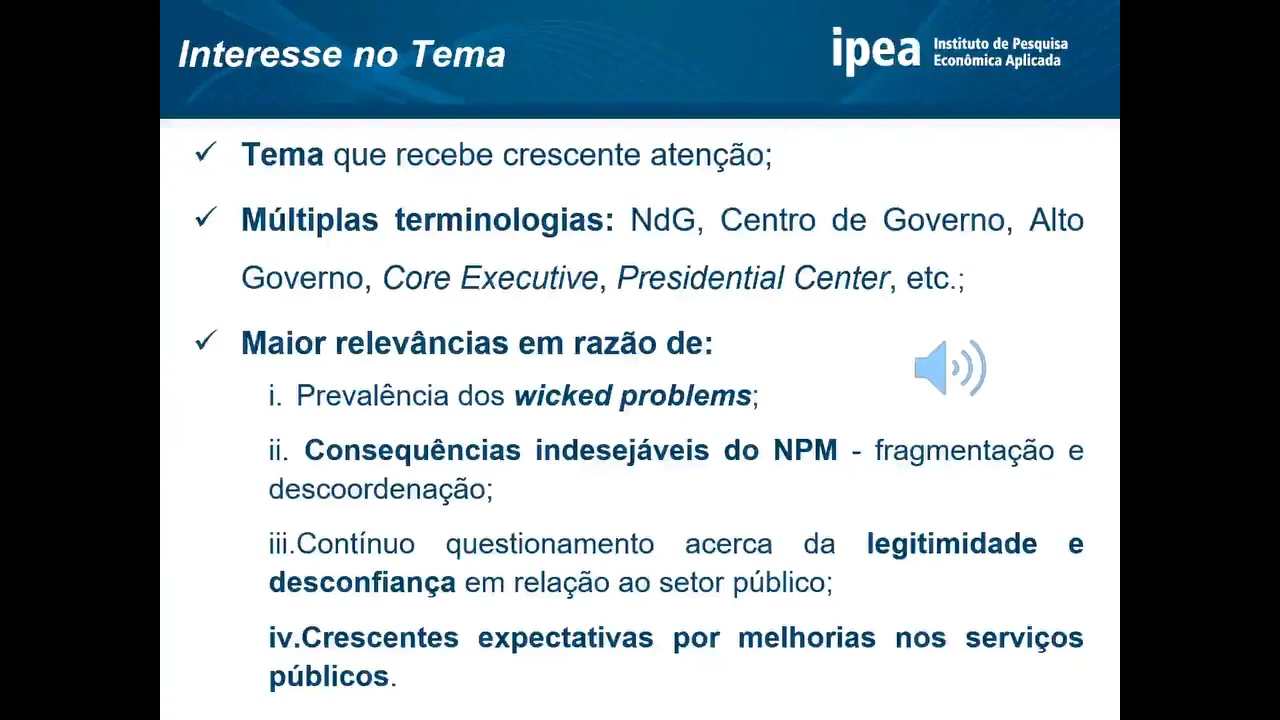 Interesse no Tema
ipea Instituto de Pesquisa
Econômica Aplicada
✓ Tema que recebe crescente atenção;
✓ Múltiplas terminologias: NdG, Centro de Governo, Alto
Governo, Core Executive, Presidential Center, etc.;
✓ Maior relevâncias em razão de:
i. Prevalência dos wicked problems;
ii. Consequências indesejáveis do NPM - fragmentação e
descoordenação;
iii.Contínuo questionamento acerca da legitimidade e
desconfiança em relação ao setor público;
iv.Crescentes expectativas por melhorias nos serviços
públicos.